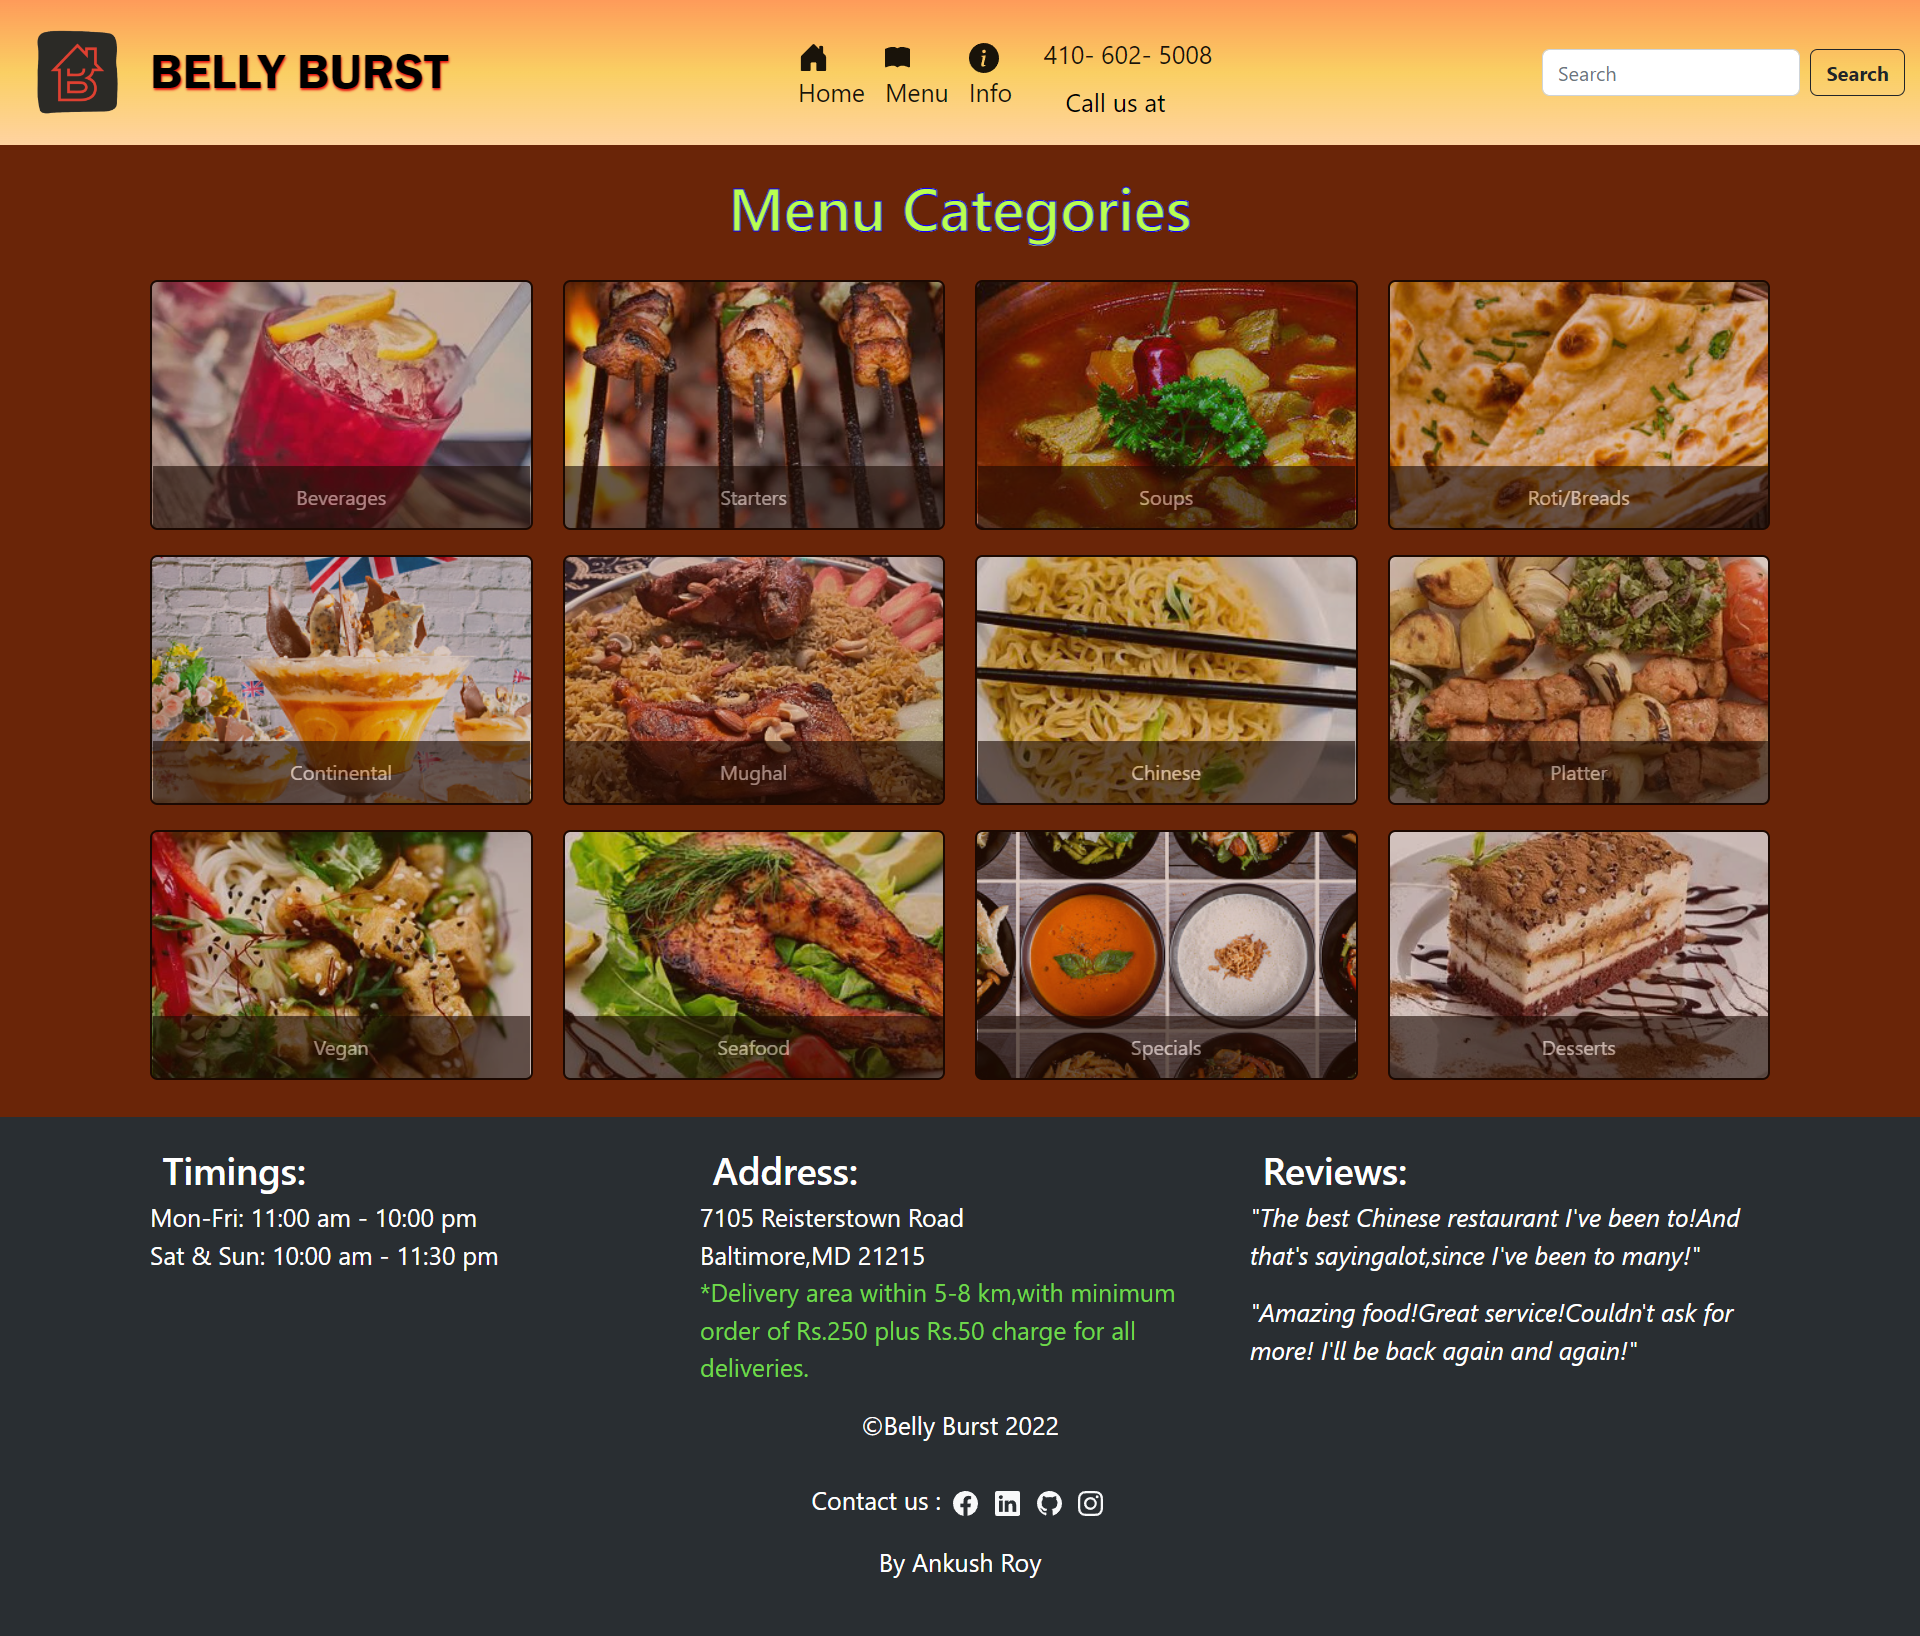 BELLY BURST
Home
Menu
Info
410- 602- 5008
Call us at
Search
Search
Menu Categories
Beverages
Starters
Soups
Roti/Breads
Continental
Mughal
Chinese
Platter
Vegan
Seafood
Specials
Desserts
Timings:
Mon-Fri: 11:00 am - 10:00 pm
Sat & Sun: 10:00 am - 11:30 pm
Address:
7105 Reisterstown Road
Baltimore,MD 21215
*Delivery area within 5-8 km,with minimum
order of Rs.250 plus Rs.50 charge for all
deliveries.
Reviews:
"The best Chinese restaurant I've been to!And
that's sayingalot,since I've been to many!"
"Amazing food!Great service!Couldn't ask for
more! I'll be back again and again!"
©Belly Burst 2022
Contact us :
By Ankush Roy